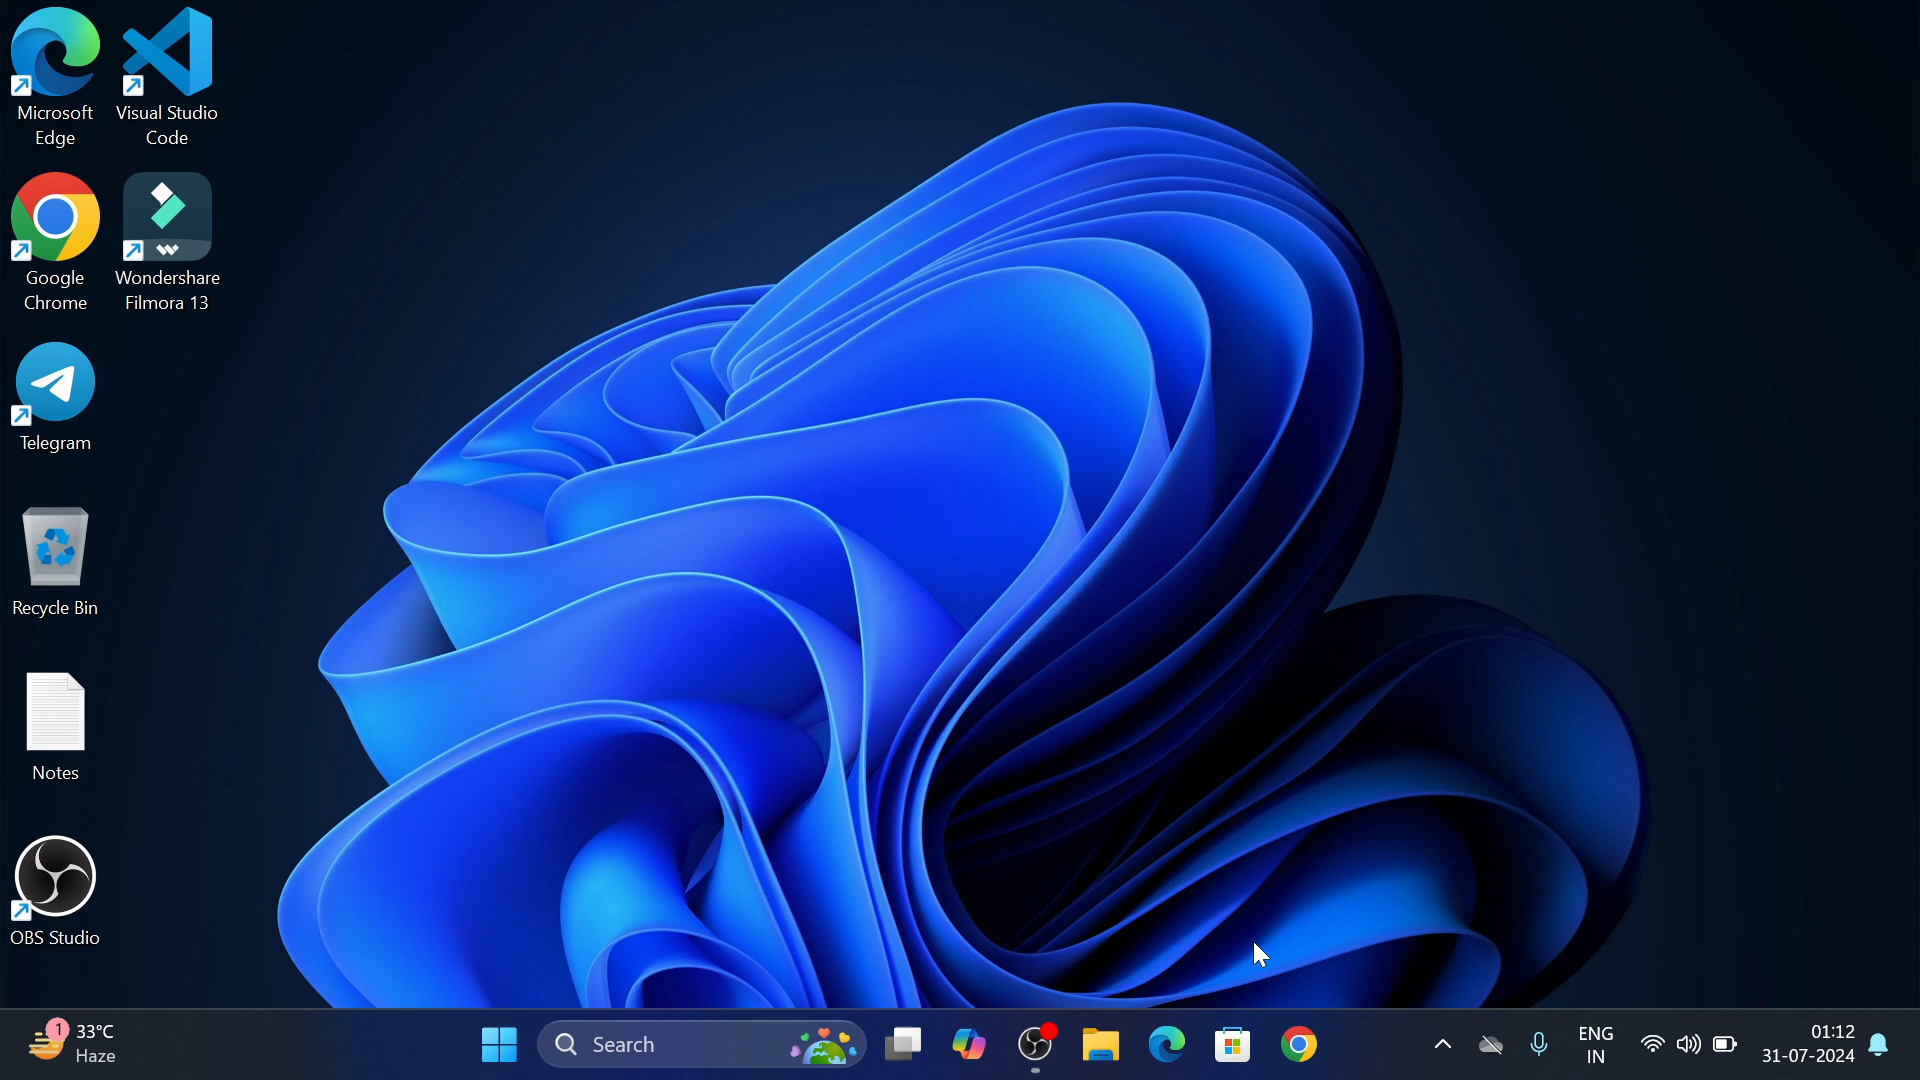 Microsoft
Edge
Visual Studio
Code
Google
Chrome
Wondershare
Filmora 13
Telegram
Recycle Bin
Notes
OBS Studio
1
33°C
Haze
Search
ENG
IN
01:12
31-07-2024